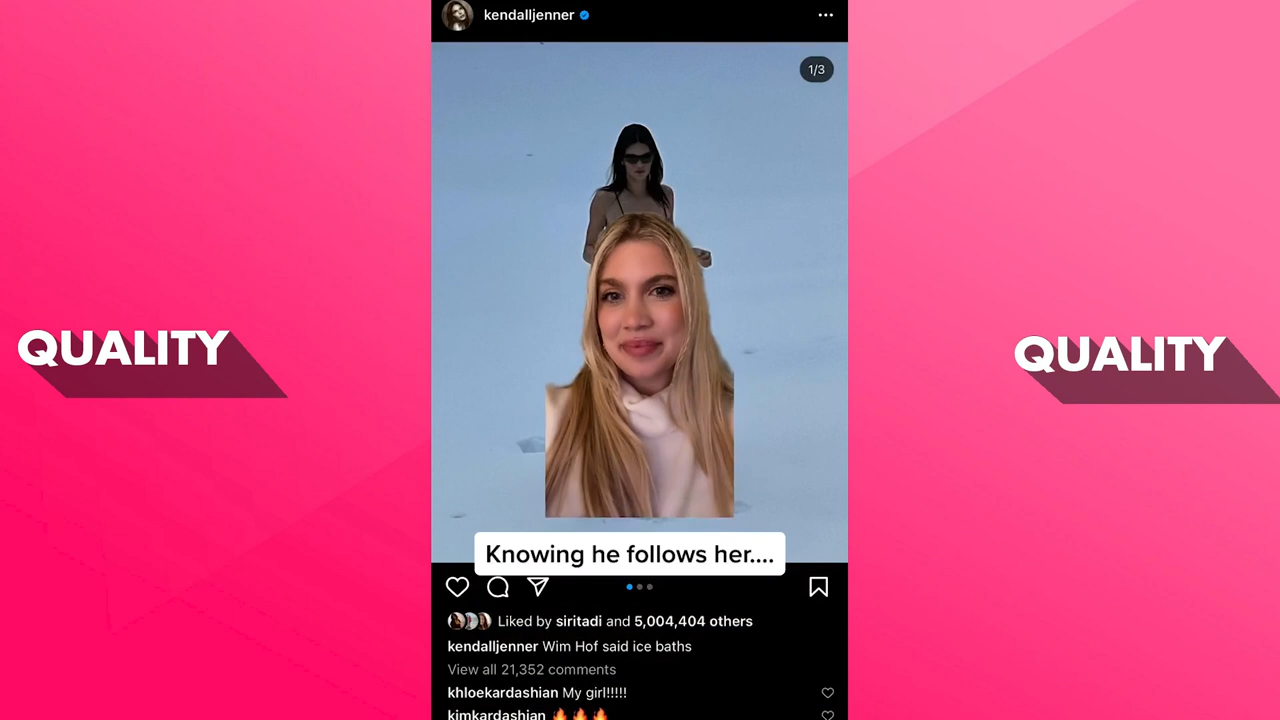 kendalljenner
1/3
QUALITY
QUALITY
Knowing he follows her....
Liked by siritadi and 5,004,404 others
kendalljenner Wim Hof said ice baths
View all 21,352 comments
khloekardashian My girl!!!!!
kimkardashian 🔥🔥🔥